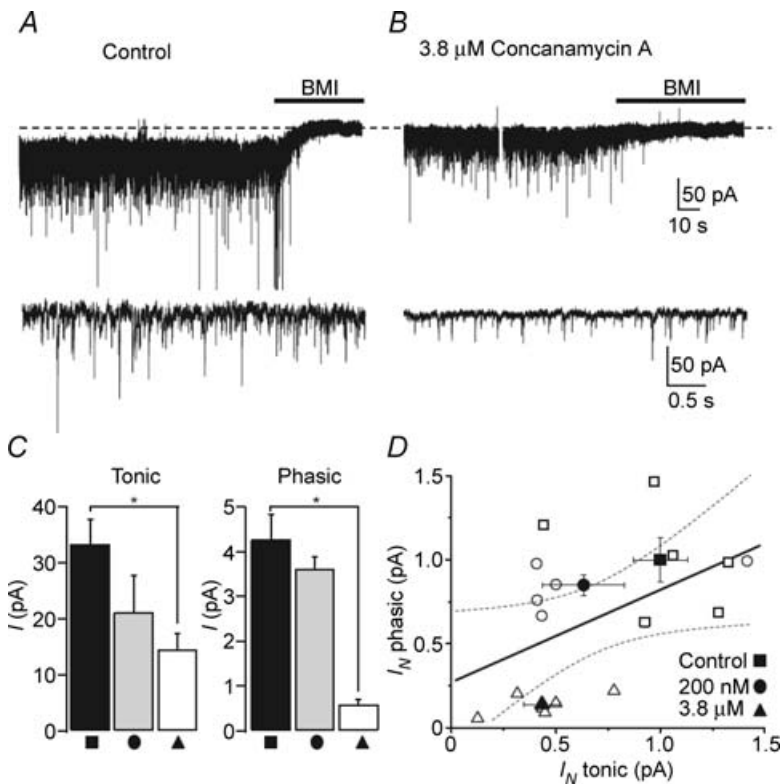 A
Control
BMI
B
3.8 μM Concanamycin A
BMI
50 pA
10 s
50 pA
0.5 s
C
Tonic
I (pA)
40
30
20
10
0
*
Phasic
I (pA)
5
4
3
2
1
0
*
D
I_N phasic (pA)
1.5
1.0
0.5
0
0
0.5
1.0
1.5
I_N tonic (pA)
Control
200 nM
3.8 μM